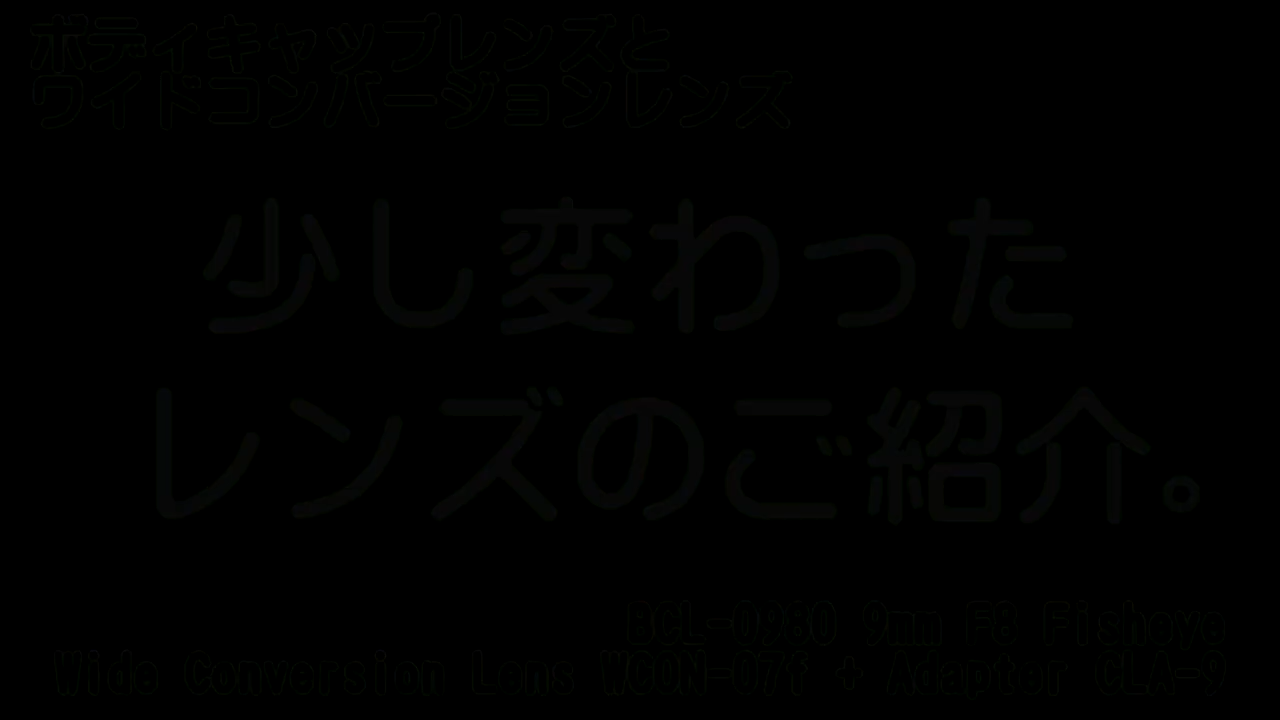 ボディキャップレンズと
ワイドコンバージョンレンズ
少し変わった
レンズのご紹介。
BCL-0980 9mm F8 Fisheye
Wide Conversion Lens WCON-07f + Adapter CLA-9